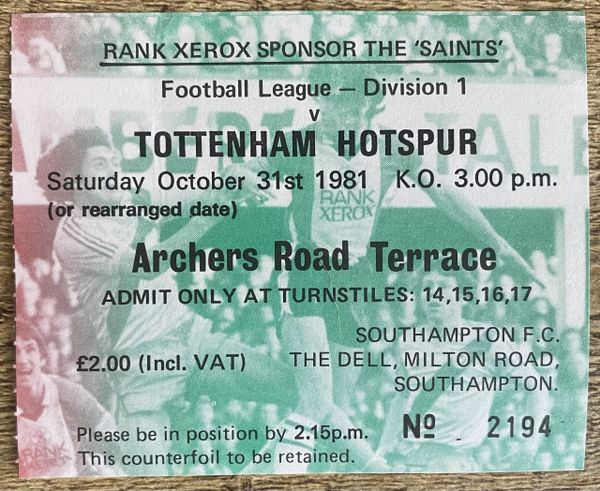 RANK XEROX SPONSOR THE 'SAINTS'
Football League – Division 1
v
TOTTENHAM HOTSPUR
Saturday October 31st 1981 K.O. 3.00 p.m.
(or rearranged date)
RANK
XEROX
Archers Road Terrace
ADMIT ONLY AT TURNSTILES: 14,15,16,17
SOUTHAMPTON F.C.
£2.00 (Incl. VAT) THE DELL, MILTON ROAD,
SOUTHAMPTON.
Please be in position by 2.15p.m. Nº 2194
This counterfoil to be retained.
RANK